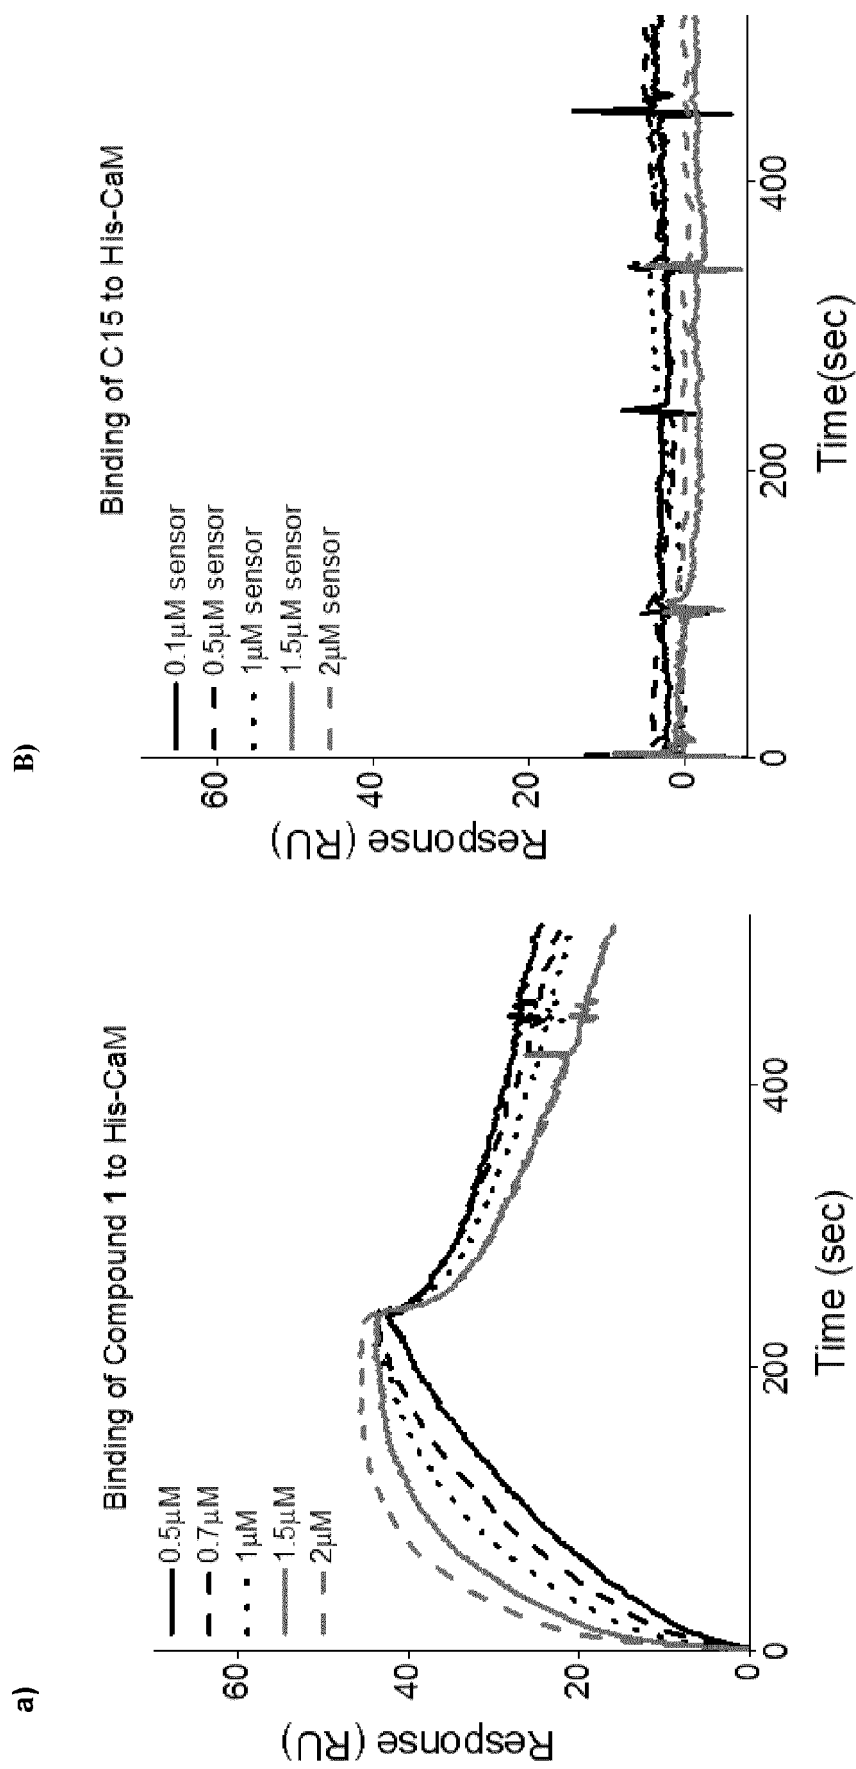 a)
Binding of Compound 1 to His-CaM
0.5µM
0.7µM
1µM
1.5µM
2µM
Response (RU)
60
40
20
0
0
200
400
Time (sec)
B)
Binding of C15 to His-CaM
0.1µM sensor
0.5µM sensor
1µM sensor
1.5µM sensor
2µM sensor
Response (RU)
60
40
20
0
0
200
400
Time(sec)